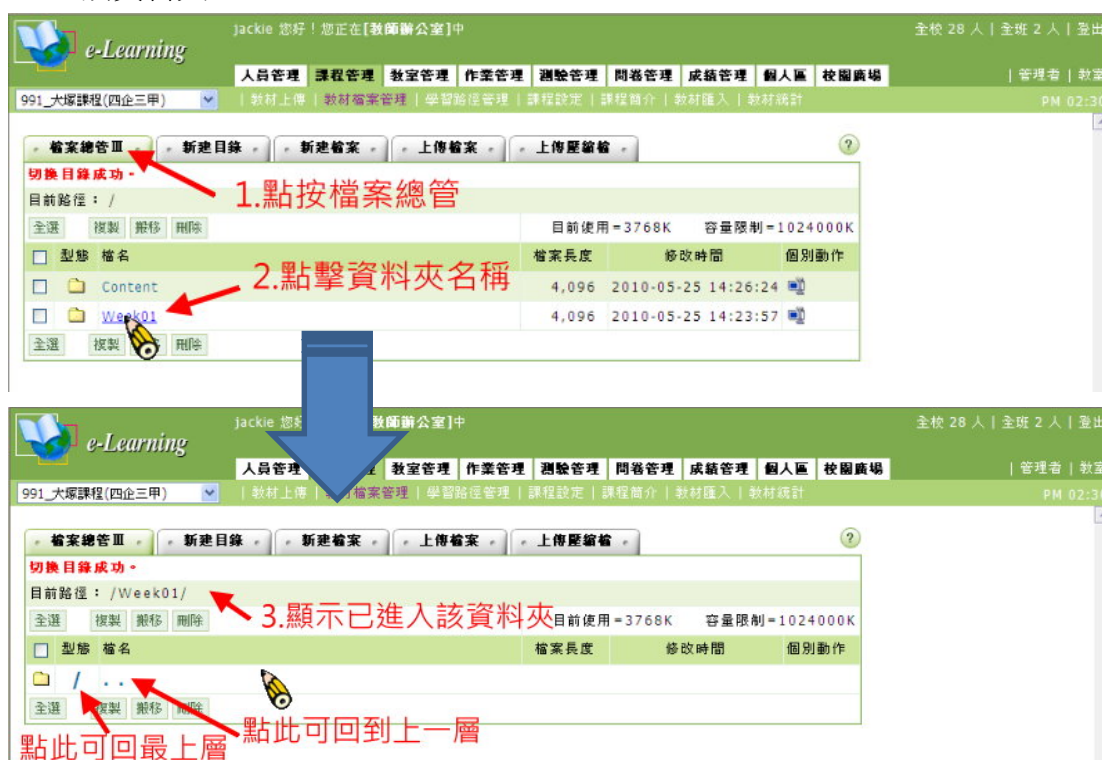 jackie 您好！您正在[教師辦公室]中
全校 28 人 | 全班 2 人 | 登出
e-Learning
人員管理 課程管理 教室管理 作業管理 測驗管理 問卷管理 成績管理 個人區 校園廣場
| 管理者 | 教室
991_大塚課程(四企三甲)
| 教材上傳 | 教材檔案管理 | 學習路徑管理 | 課程設定 | 課程簡介 | 教材匯入 | 教材統計
PM 02:30
檔案總管Ⅲ 新建目錄 新建檔案 上傳檔案 上傳壓縮檔 ?
切換目錄成功。
1.點按檔案總管
目前路徑： /
全選 複製 搬移 刪除 目前使用=3768K 容量限制=1024000K
型態 檔名 檔案長度 修改時間 個別動作
2.點擊資料夾名稱
Content 4,096 2010-05-25 14:26:24
Week01 4,096 2010-05-25 14:23:57
全選 複製 刪除
jackie 教師辦公室]中
全校 28 人 | 全班 2 人 | 登出
e-Learning
人員管理 教室管理 作業管理 測驗管理 問卷管理 成績管理 個人區 校園廣場
| 管理者 | 教室
991_大塚課程(四企三甲)
| 教材上傳 | 檔案管理 | 學習路徑管理 | 課程設定 | 課程簡介 | 教材匯入 | 教材統計
PM 02:30
檔案總管Ⅲ 新建目錄 新建檔案 上傳檔案 上傳壓縮檔 ?
切換目錄成功。
目前路徑： /Week01/
3.顯示已進入該資料夾
全選 複製 搬移 刪除 目前使用=3768K 容量限制=1024000K
型態 檔名 檔案長度 修改時間 個別動作
/ ..
全選 複製 搬移 刪除
點此可回到上一層
點此可回最上層